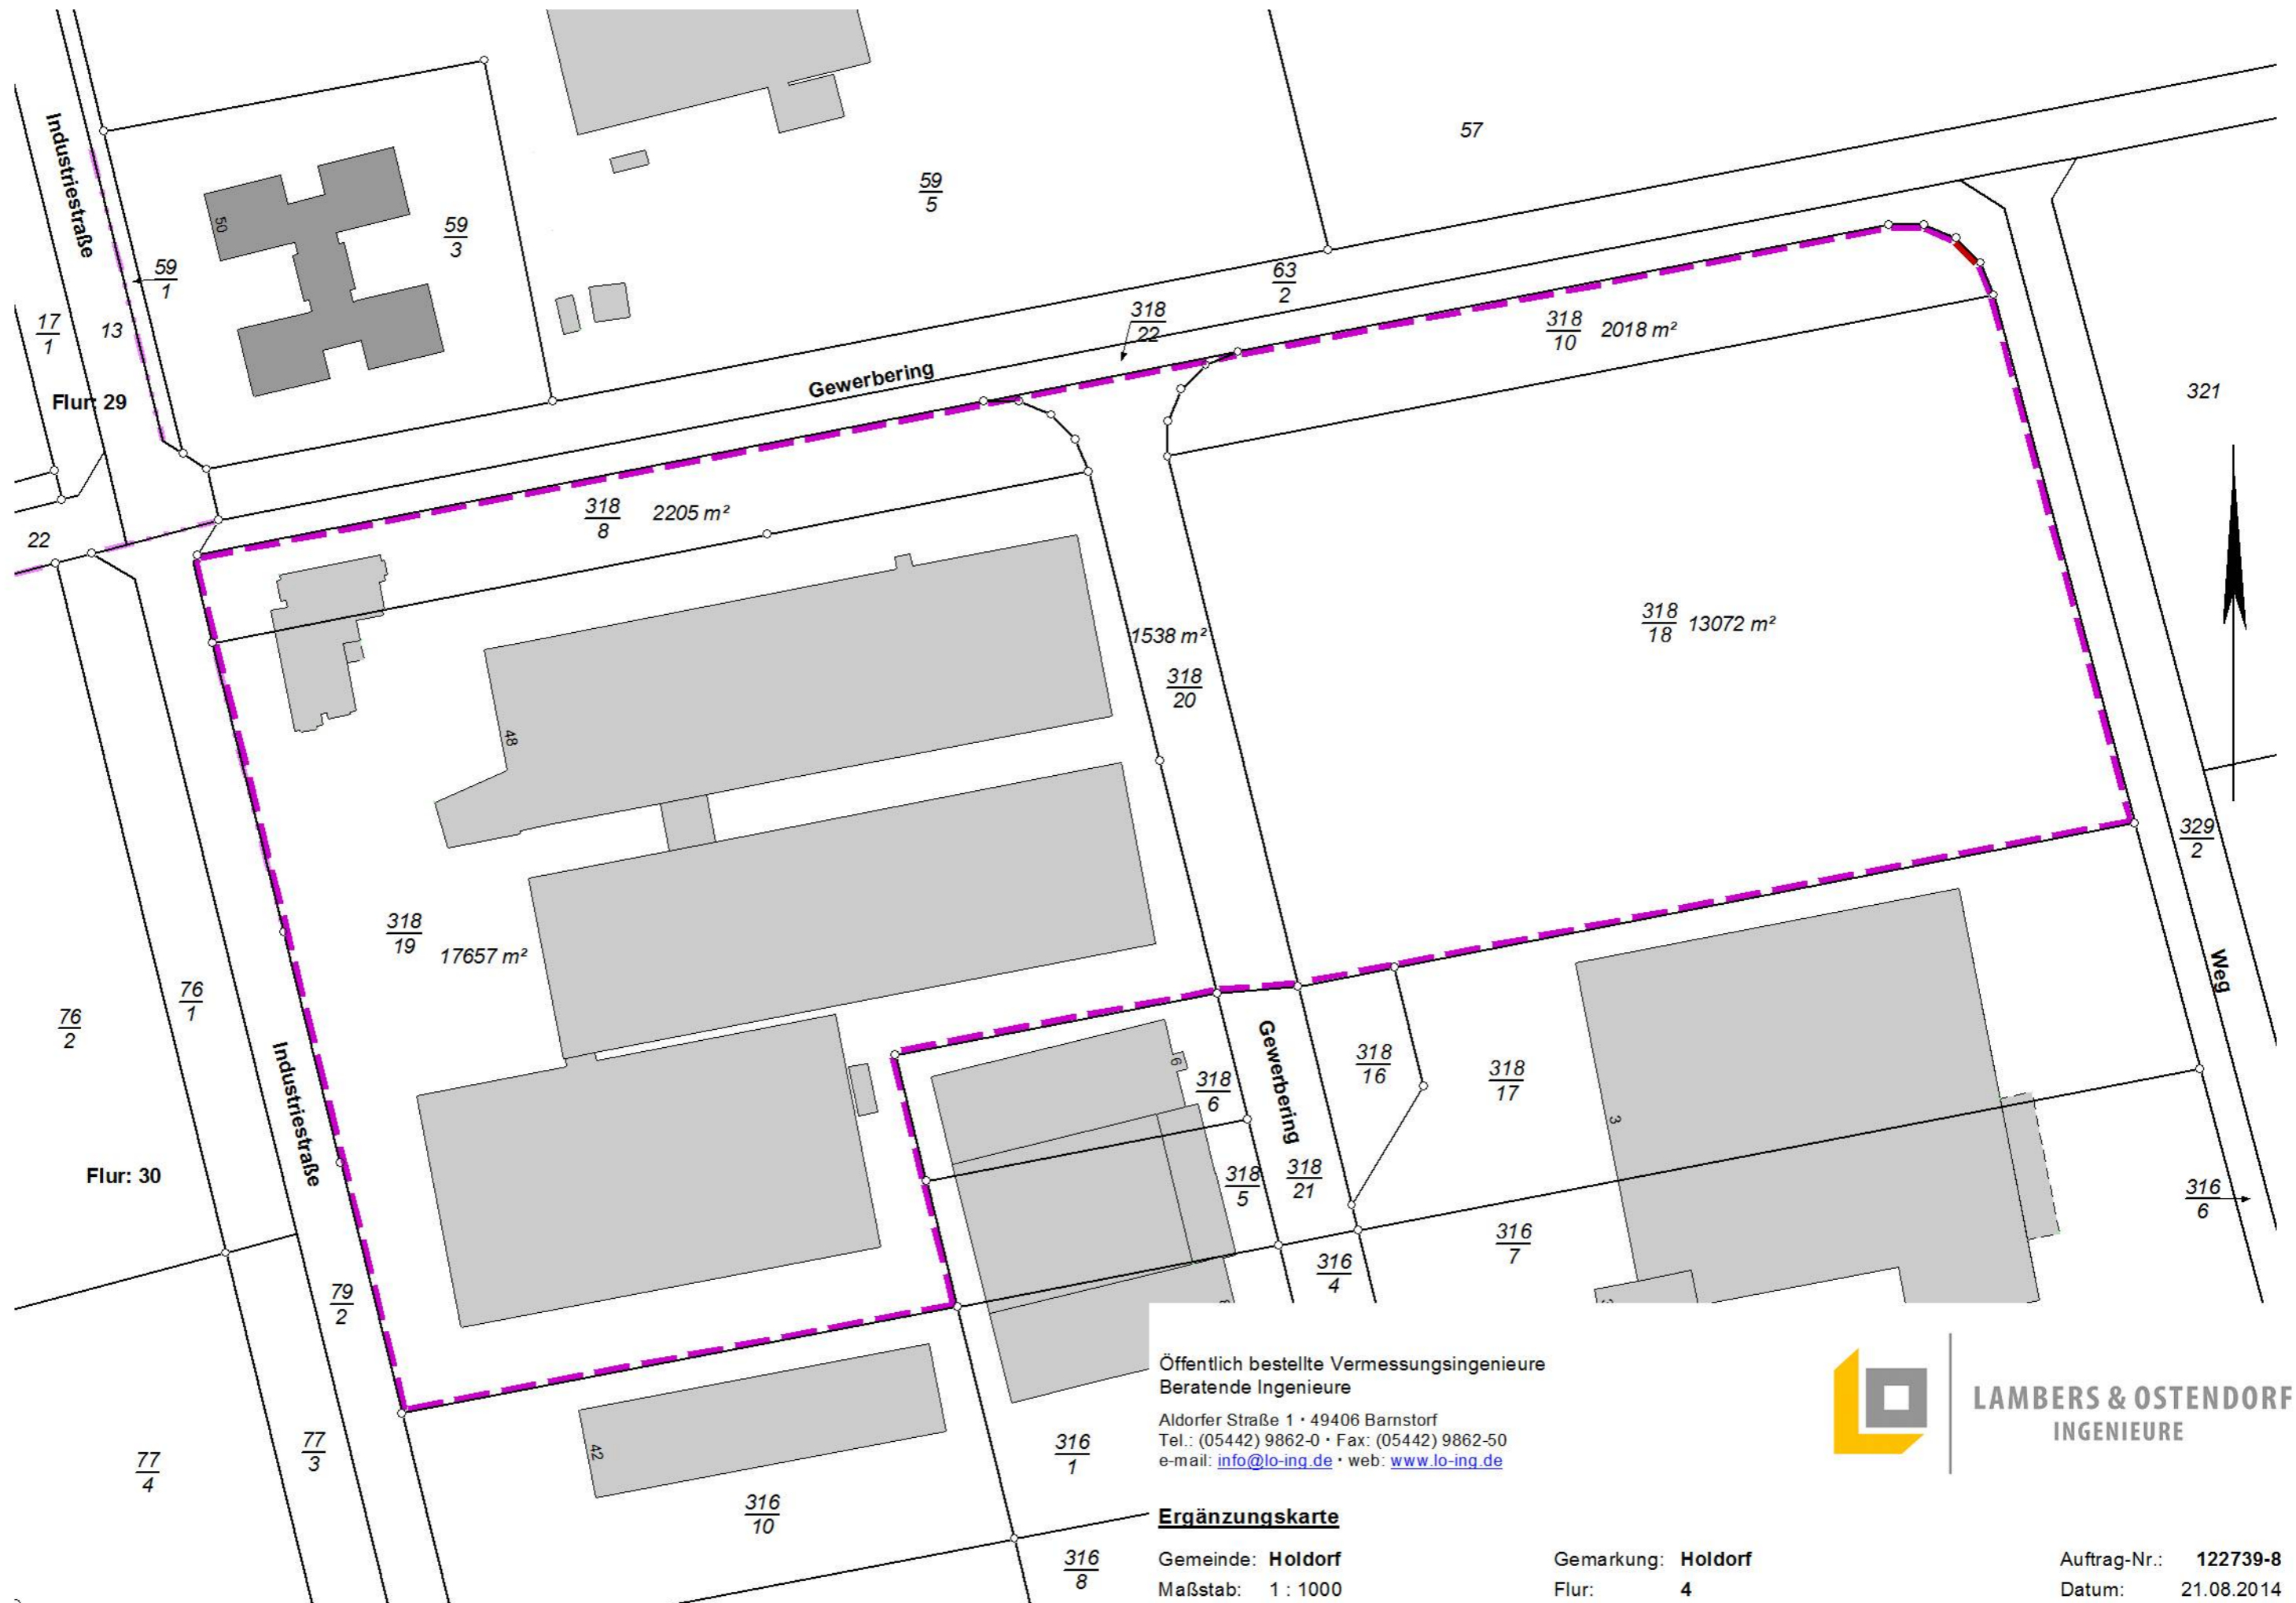 57
Industriestraße
59
5
59
3
50
59
1
63
2
318
22
17
1
13
318
10
2018 m²
Flur: 29
Gewerbering
321
318
8
2205 m²
22
1538 m²
318
20
318
18
13072 m²
48
329
2
318
19
17657 m²
76
1
76
2
Weg
Industriestraße
Gewerbering
318
16
318
17
6
318
6
3
Flur: 30
318
5
318
21
316
6
316
7
316
4
79
2
42
77
3
77
4
316
1
316
10
316
8
Öffentlich bestellte Vermessungsingenieure
Beratende Ingenieure
Aldorfer Straße 1 · 49406 Barnstorf
Tel.: (05442) 9862-0 · Fax: (05442) 9862-50
e-mail: info@lo-ing.de · web: www.lo-ing.de
LAMBERS & OSTENDORF
INGENIEURE
Ergänzungskarte
Gemeinde: Holdorf
Gemarkung: Holdorf
Auftrag-Nr.: 122739-8
Maßstab: 1 : 1000
Flur: 4
Datum: 21.08.2014